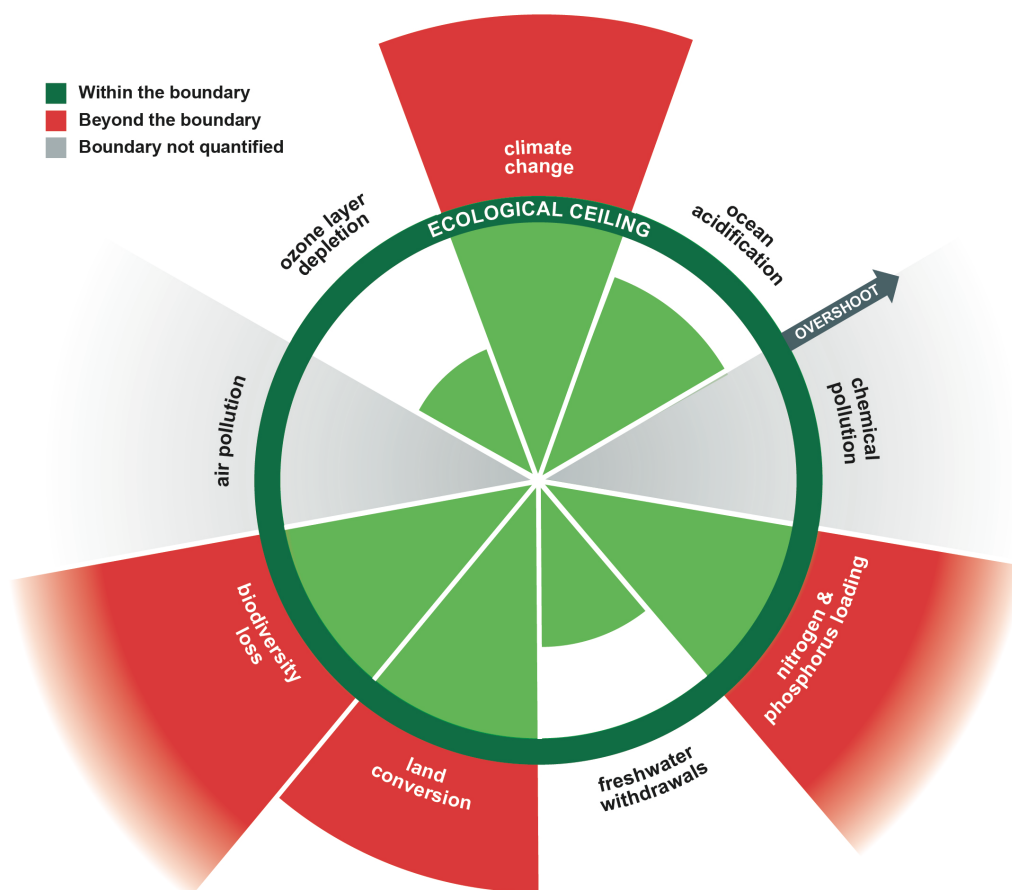 Within the boundary
Beyond the boundary
Boundary not quantified
climate
change
ECOLOGICAL CEILING
ozone layer
depletion
ocean
acidification
OVERSHOOT
air pollution
chemical
pollution
biodiversity
loss
nitrogen &
phosphorus loading
land
conversion
freshwater
withdrawals